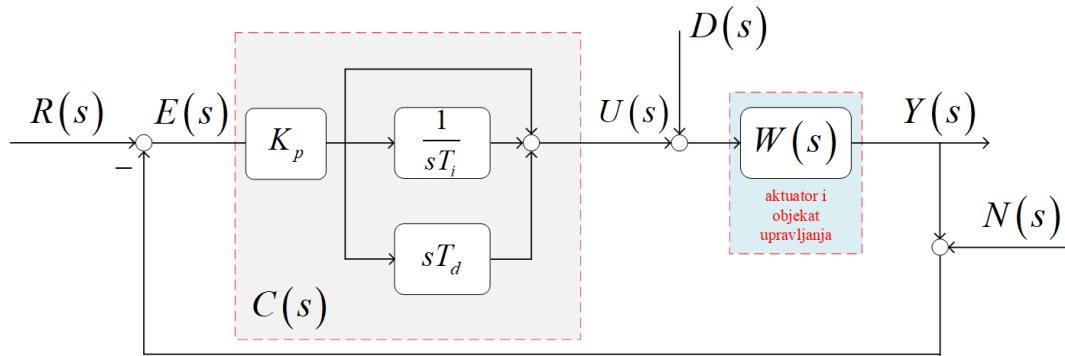 D(s)
R(s)
E(s)
K_p
1
sT_i
U(s)
W(s)
Y(s)
−
aktuator i
objekat
upravljanja
N(s)
sT_d
C(s)